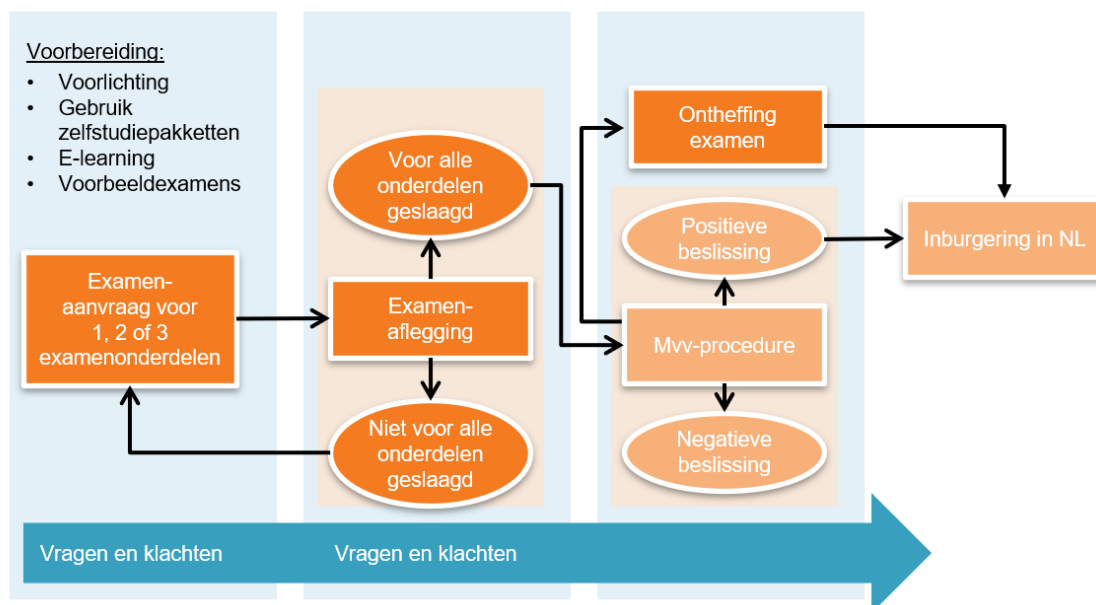 Voorbereiding:
• Voorlichting
• Gebruik
zelfstudiepakketten
• E-learning
• Voorbeeldexamens
Examen-
aanvraag voor
1, 2 of 3
examenonderdelen
Voor alle
onderdelen
geslaagd
Examen-
aflegging
Niet voor alle
onderdelen
geslaagd
Ontheffing
examen
Positieve
beslissing
Mvv-procedure
Negatieve
beslissing
Inburgering in NL
Vragen en klachten
Vragen en klachten